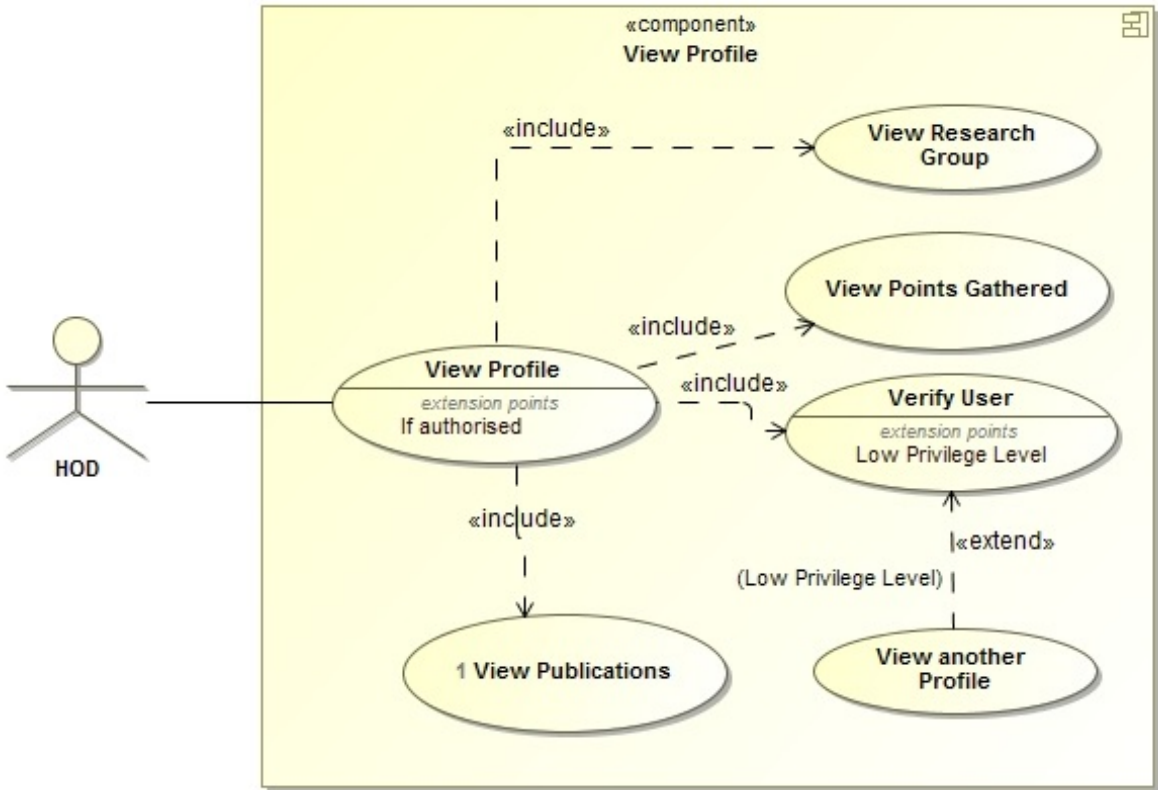 «component»
View Profile
«include»
View Research
Group
View Points Gathered
«include»
View Profile
extension points
If authorised
«include»
Verify User
extension points
Low Privilege Level
HOD
«include»
«extend»
(Low Privilege Level)
1 View Publications
View another
Profile